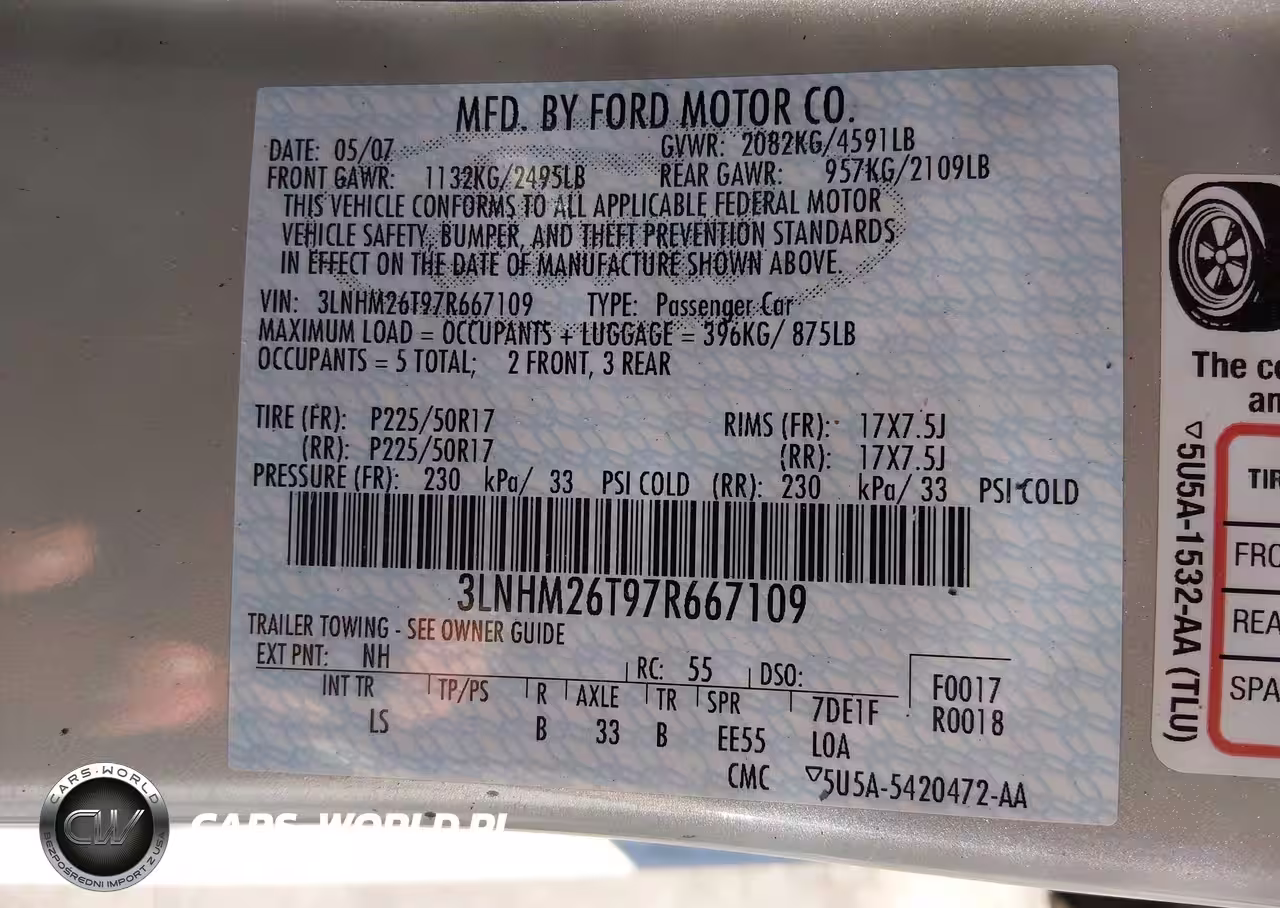 MFD. BY FORD MOTOR CO.
DATE: 05/07 GVWR: 2082KG/4591LB
FRONT GAWR: 1132KG/2495LB REAR GAWR: 957KG/2109LB
THIS VEHICLE CONFORMS TO ALL APPLICABLE FEDERAL MOTOR
VEHICLE SAFETY, BUMPER, AND THEFT PREVENTION STANDARDS
IN EFFECT ON THE DATE OF MANUFACTURE SHOWN ABOVE.
VIN: 3LNHM26T97R667109 TYPE: Passenger Car
MAXIMUM LOAD = OCCUPANTS + LUGGAGE = 396KG/ 875LB
OCCUPANTS = 5 TOTAL; 2 FRONT, 3 REAR
TIRE (FR): P225/50R17 RIMS (FR): 17X7.5J
(RR): P225/50R17 (RR): 17X7.5J
PRESSURE (FR): 230 kPa/ 33 PSI COLD (RR): 230 kPa/ 33 PSI COLD
3LNHM26T97R667109
TRAILER TOWING - SEE OWNER GUIDE
EXT PNT: NH RC: 55 DSO:
INT TR TP/PS R AXLE TR SPR 7DE1F F0017
LS B 33 B EE55 LOA R0018
CMC ▽5U5A-5420472-AA
The co
an
▽5U5A-1532-AA (TLU)
TIR
FRO
REA
SPA
CARS-WORLD
CW
BEZPOŚREDNI IMPORT Z USA
CARS-WORLD.PL